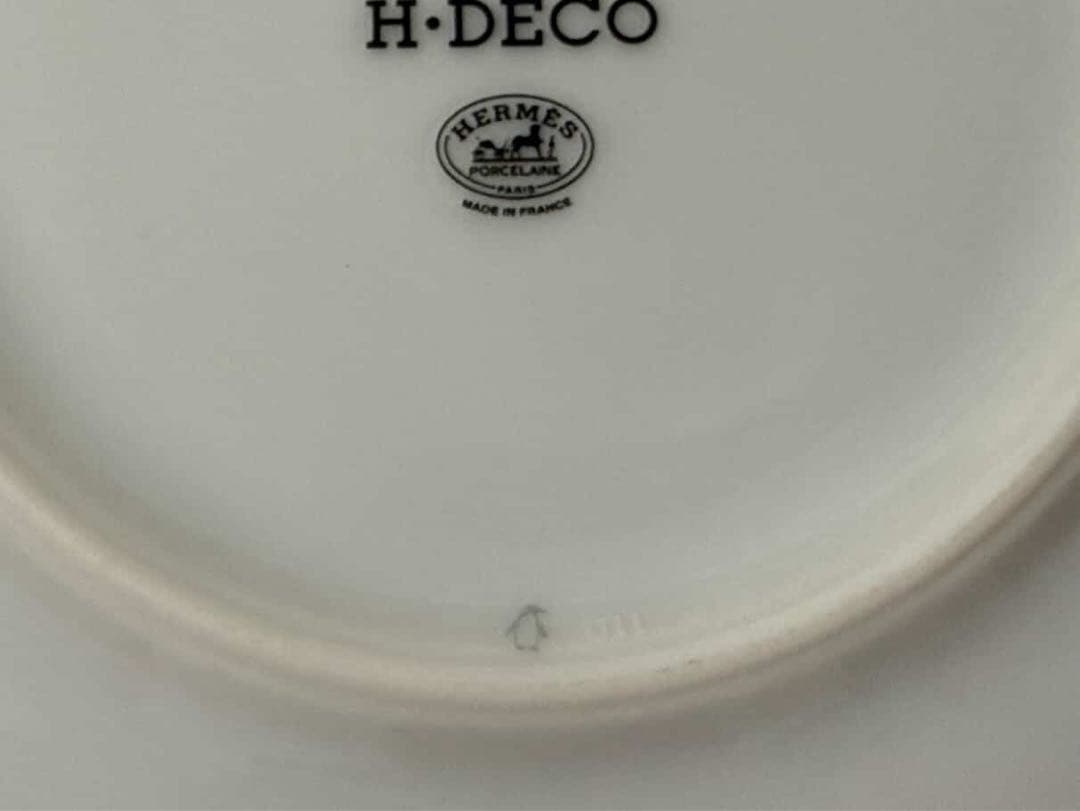 H·DECO
HERMÈS
PORCELAINE
PARIS
MADE IN FRANCE